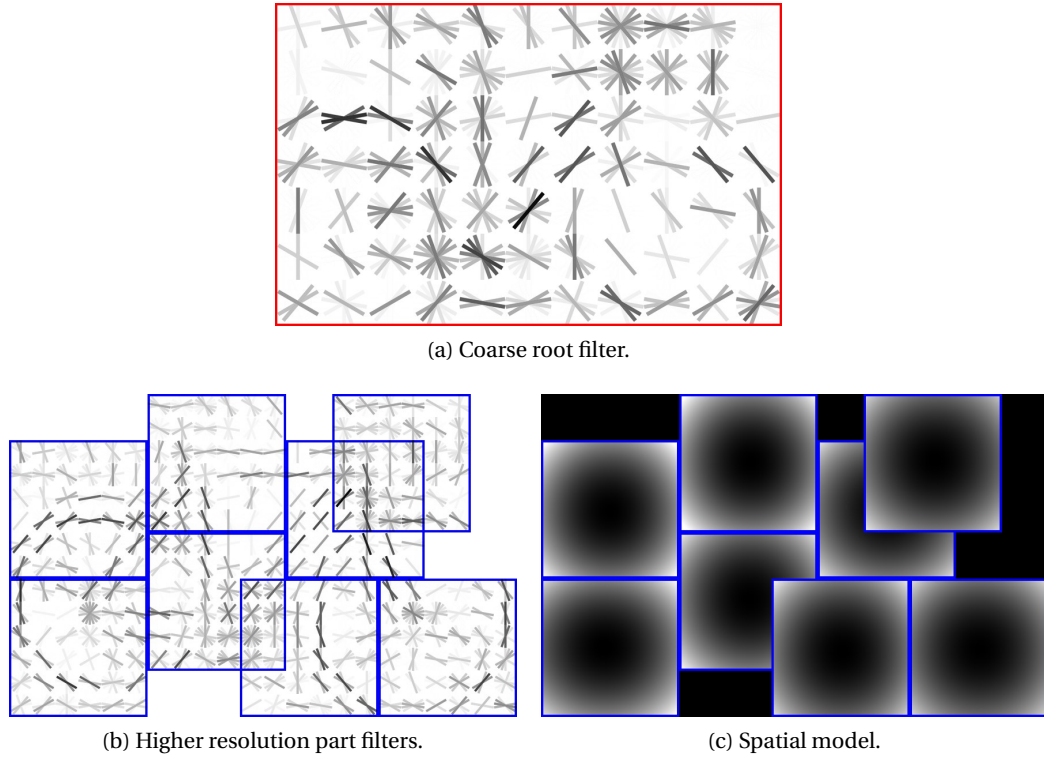 (a) Coarse root filter.
(b) Higher resolution part filters.
(c) Spatial model.